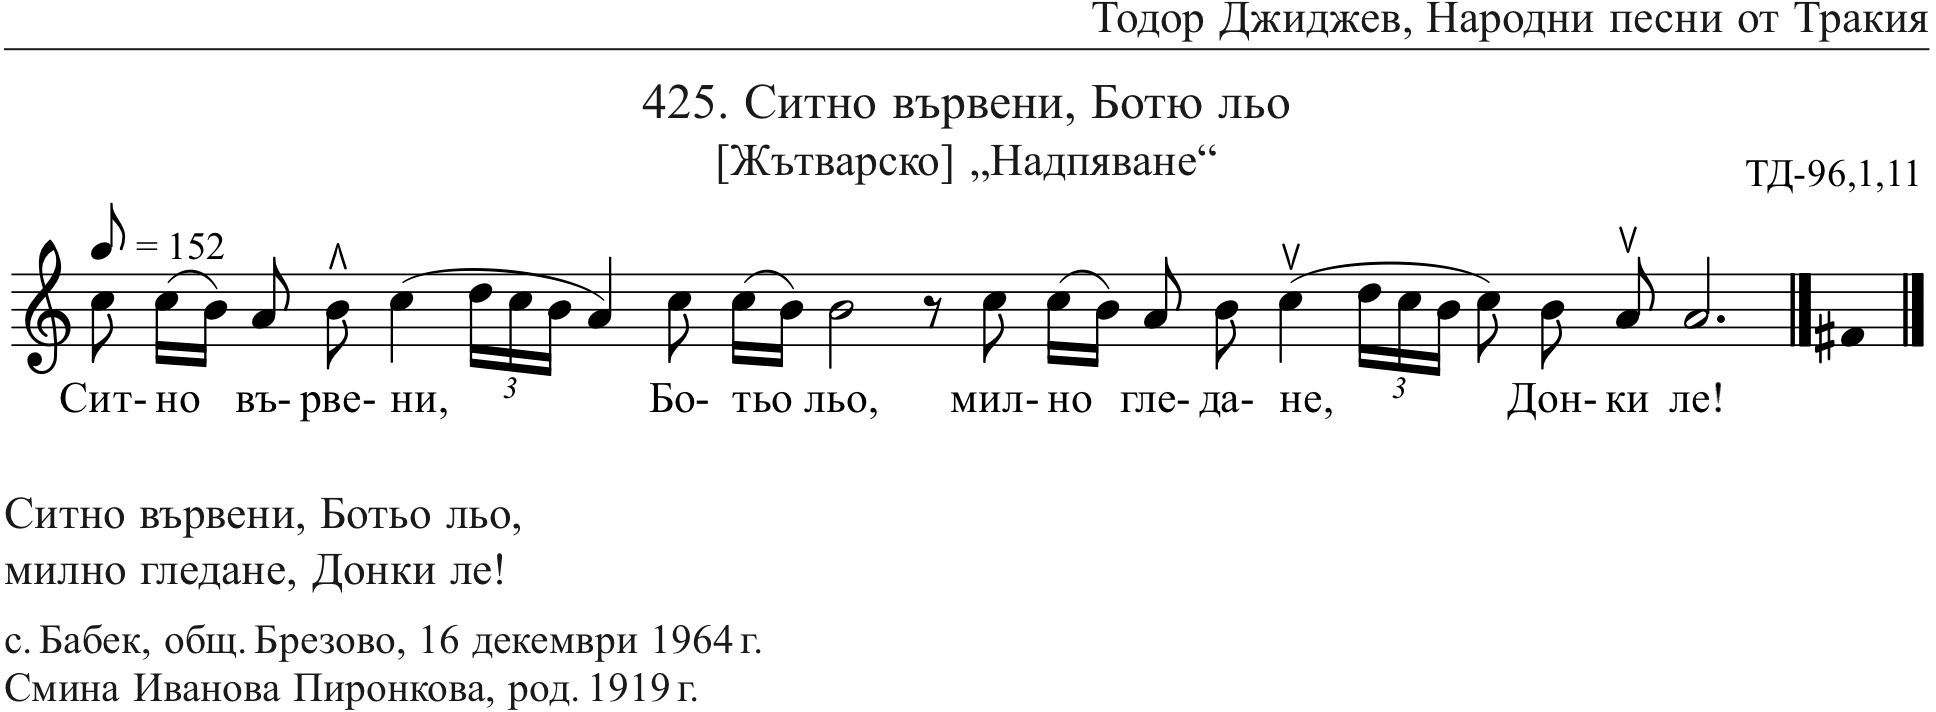 Тодор Джиджев, Народни песни от Тракия
425. Ситно вървени, Ботю льо
[Жътварско] „Надпяване“
ТД-96,1,11
= 152
3 3
Сит- но въ- рве- ни, Бо- тьо льо, мил- но гле- да- не, Дон- ки ле!
Ситно вървени, Ботьо льо,
милно гледане, Донки ле!
с. Бабек, общ. Брезово, 16 декември 1964 г.
Смина Иванова Пиронкова, род. 1919 г.